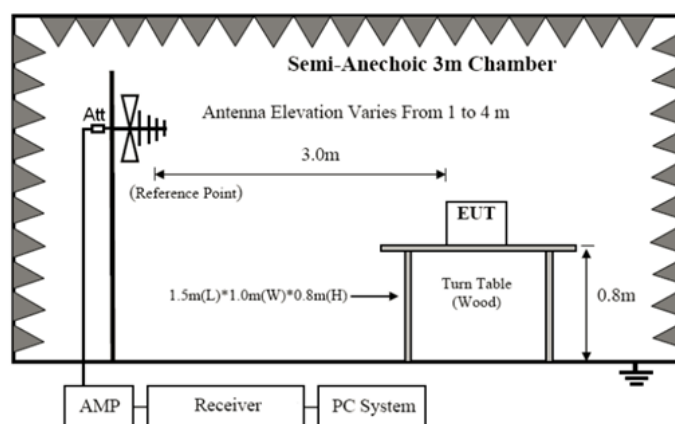 Semi-Anechoic 3m Chamber
Antenna Elevation Varies From 1 to 4 m
Att
3.0m
(Reference Point)
EUT
1.5m(L)*1.0m(W)*0.8m(H)
Turn Table
(Wood)
0.8m
AMP
Receiver
PC System